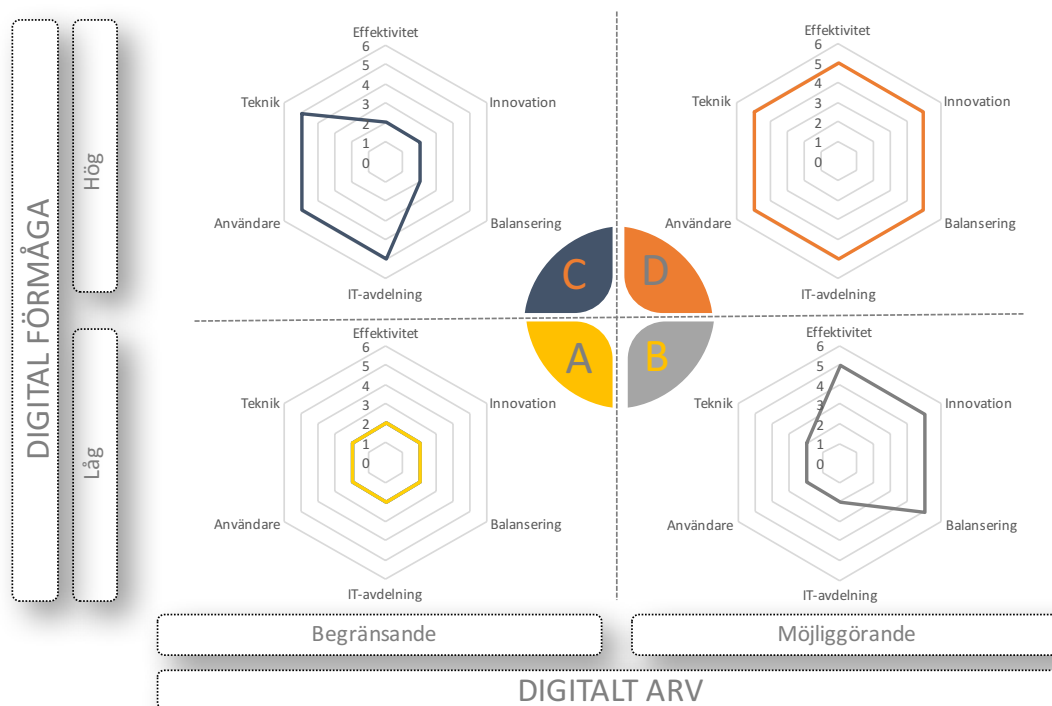 DIGITAL FÖRMÅGA
Hög
Låg
Effektivitet
6
5
4
3
2
1
0
Innovation
Balansering
IT-avdelning
Användare
Teknik
Effektivitet
6
5
4
3
2
1
0
Innovation
Balansering
IT-avdelning
Användare
Teknik
C
D
A
B
Effektivitet
6
5
4
3
2
1
0
Innovation
Balansering
IT-avdelning
Användare
Teknik
Effektivitet
6
5
4
3
2
1
0
Innovation
Balansering
IT-avdelning
Användare
Teknik
Begränsande
Möjliggörande
DIGITALT ARV